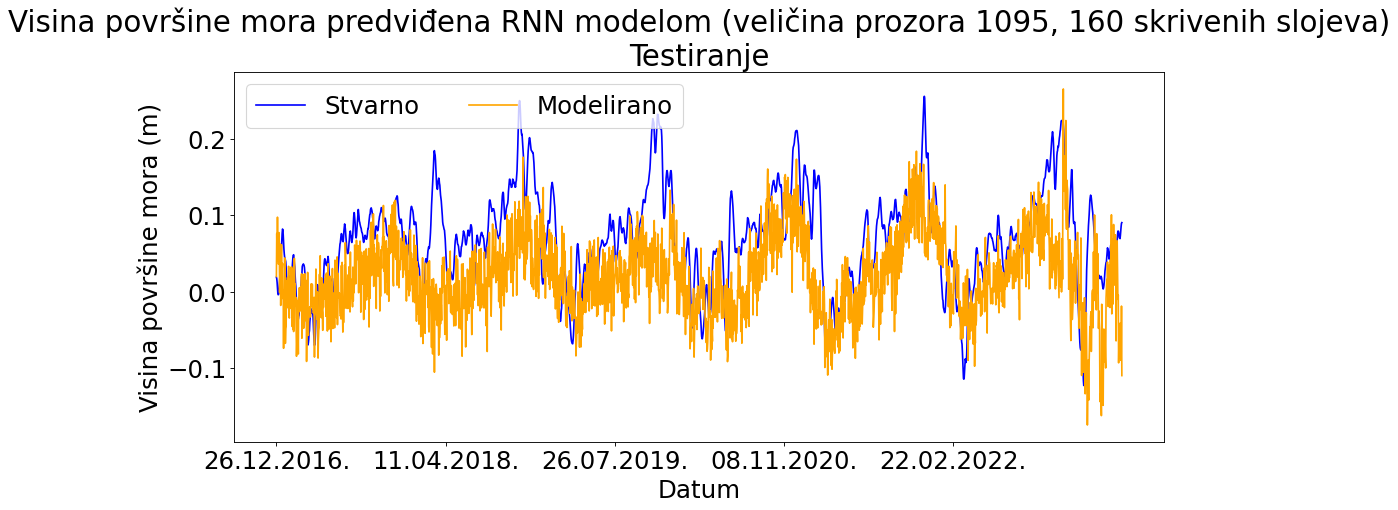 Visina površine mora predviđena RNN modelom (veličina prozora 1095, 160 skrivenih slojeva)
Testiranje
Stvarno Modelirano
Visina površine mora (m)
0.2
0.1
0.0
−0.1
26.12.2016. 11.04.2018. 26.07.2019. 08.11.2020. 22.02.2022.
Datum